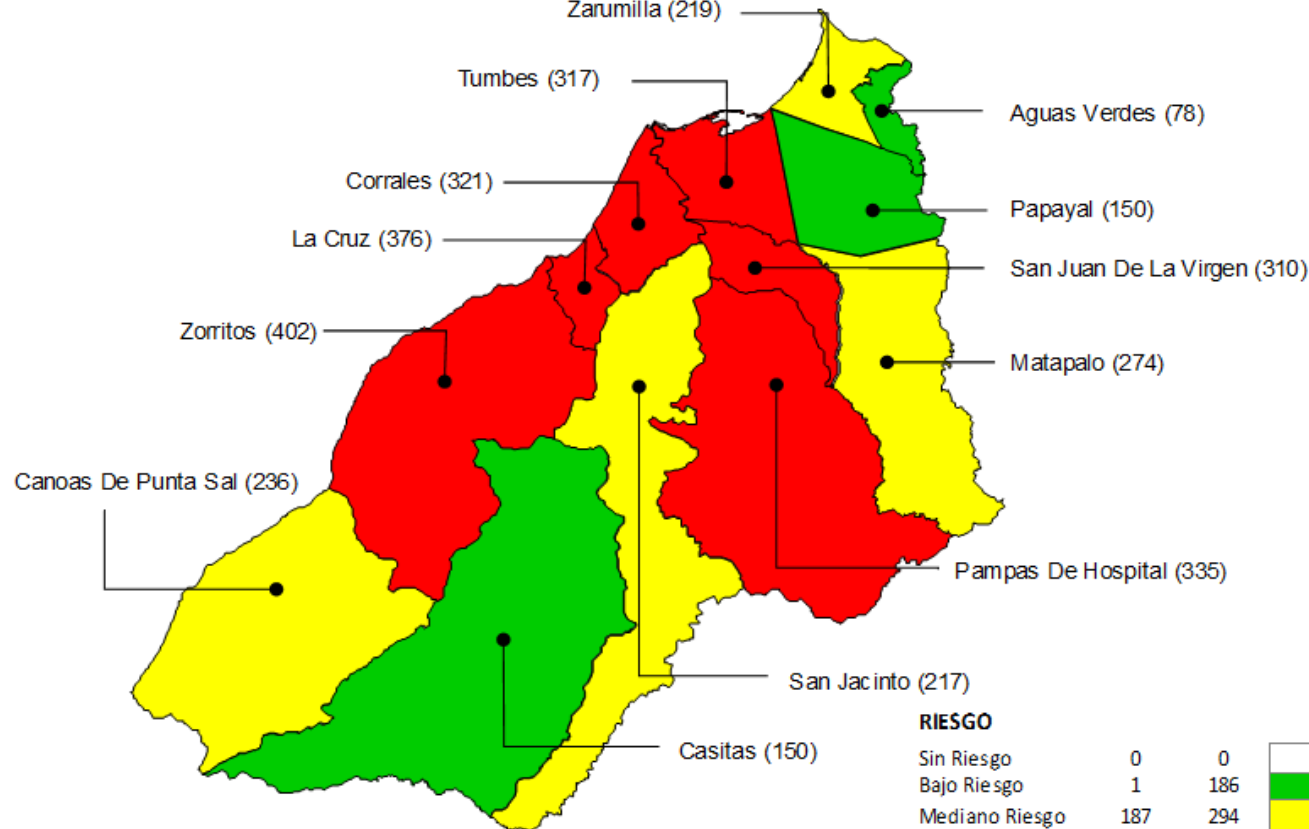 Zarumilla (219)
Tumbes (317)
Aguas Verdes (78)
Corrales (321)
Papayal (150)
La Cruz (376)
San Juan De La Virgen (310)
Zorritos (402)
Matapalo (274)
Canoas De Punta Sal (236)
Pampas De Hospital (335)
San Jacinto (217)
Casitas (150)
RIESGO
Sin Riesgo 0 0
Bajo Riesgo 1 186
Mediano Riesgo 187 294